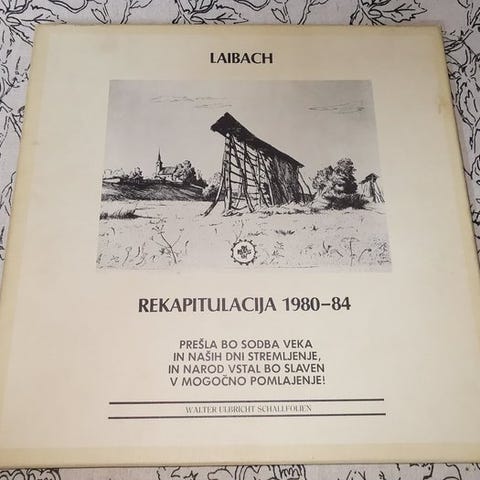 LAIBACH
REKAPITULACIJA 1980–84
PREŠLA BO SODBA VEKA
IN NAŠIH DNI STREMLJENJE,
IN NAROD VSTAL BO SLAVEN
V MOGOČNO POMLAJENJE!
WALTER ULBRICHT SCHALLFOLIEN